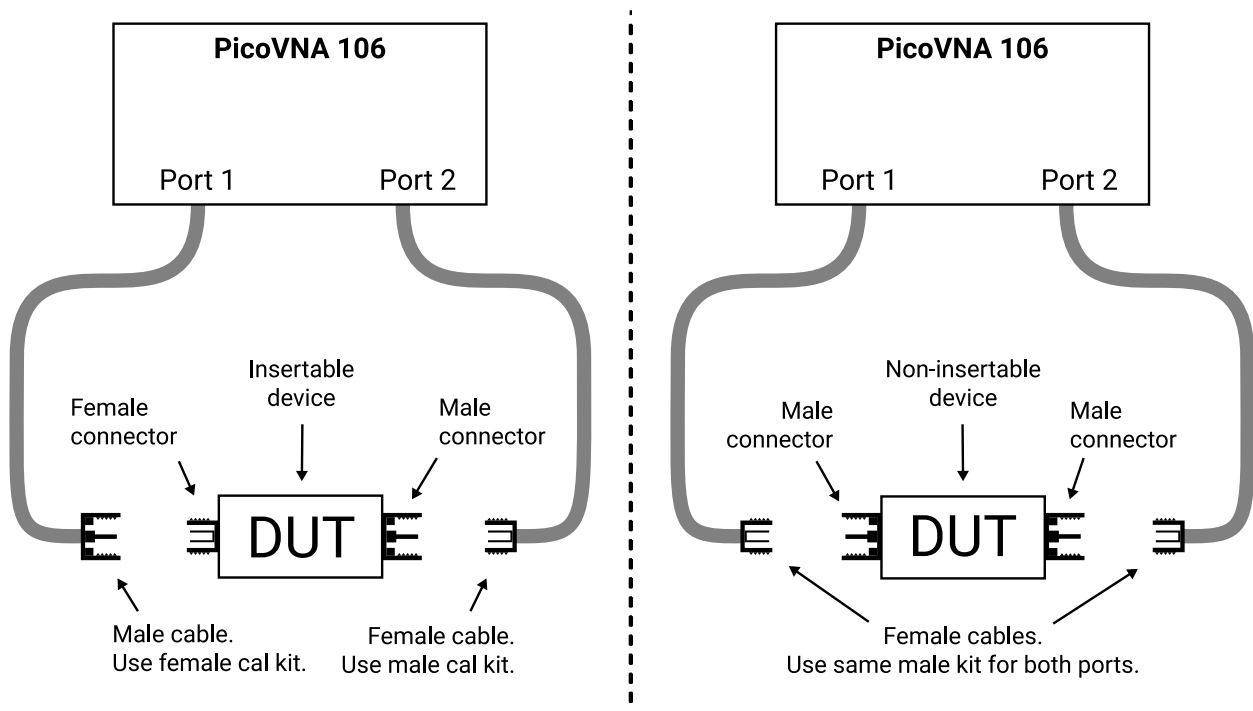 PicoVNA 106
Port 1
Port 2
Insertable
device
Female
connector
Male
connector
DUT
Male cable.
Use female cal kit.
Female cable.
Use male cal kit.
PicoVNA 106
Port 1
Port 2
Non-insertable
device
Male
connector
Male
connector
DUT
Female cables.
Use same male kit for both ports.